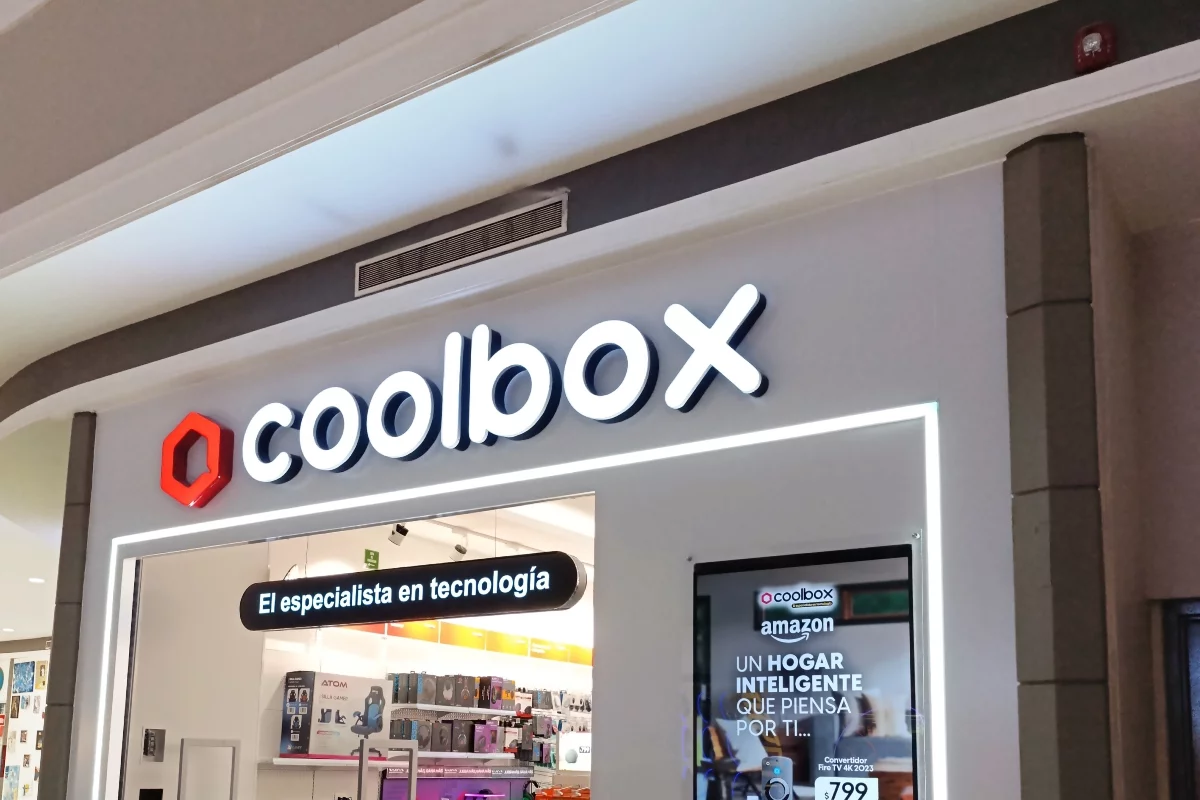 coolbox
El especialista en tecnología
coolbox
amazon
UN HOGAR
INTELIGENTE
QUE PIENSA
POR TI...
Convertidor
Fire TV 4K 2023
$799
ATOM